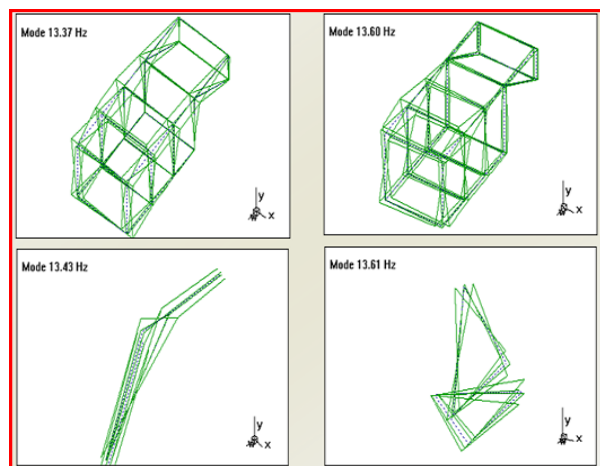 Mode 13.37 Hz
y
x
Mode 13.60 Hz
y
x
Mode 13.43 Hz
y
x
Mode 13.61 Hz
y
x